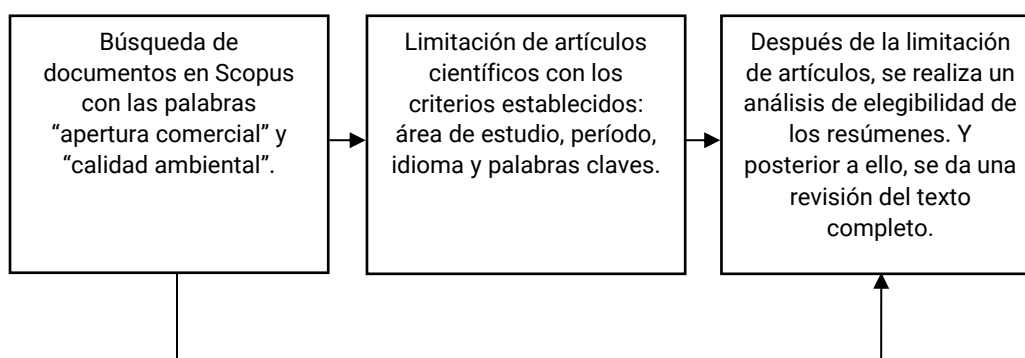 Búsqueda de
documentos en Scopus
con las palabras
“apertura comercial” y
“calidad ambiental”.
Limitación de artículos
científicos con los
criterios establecidos:
área de estudio, período,
idioma y palabras claves.
Después de la limitación
de artículos, se realiza un
análisis de elegibilidad de
los resúmenes. Y
posterior a ello, se da una
revisión del texto
completo.